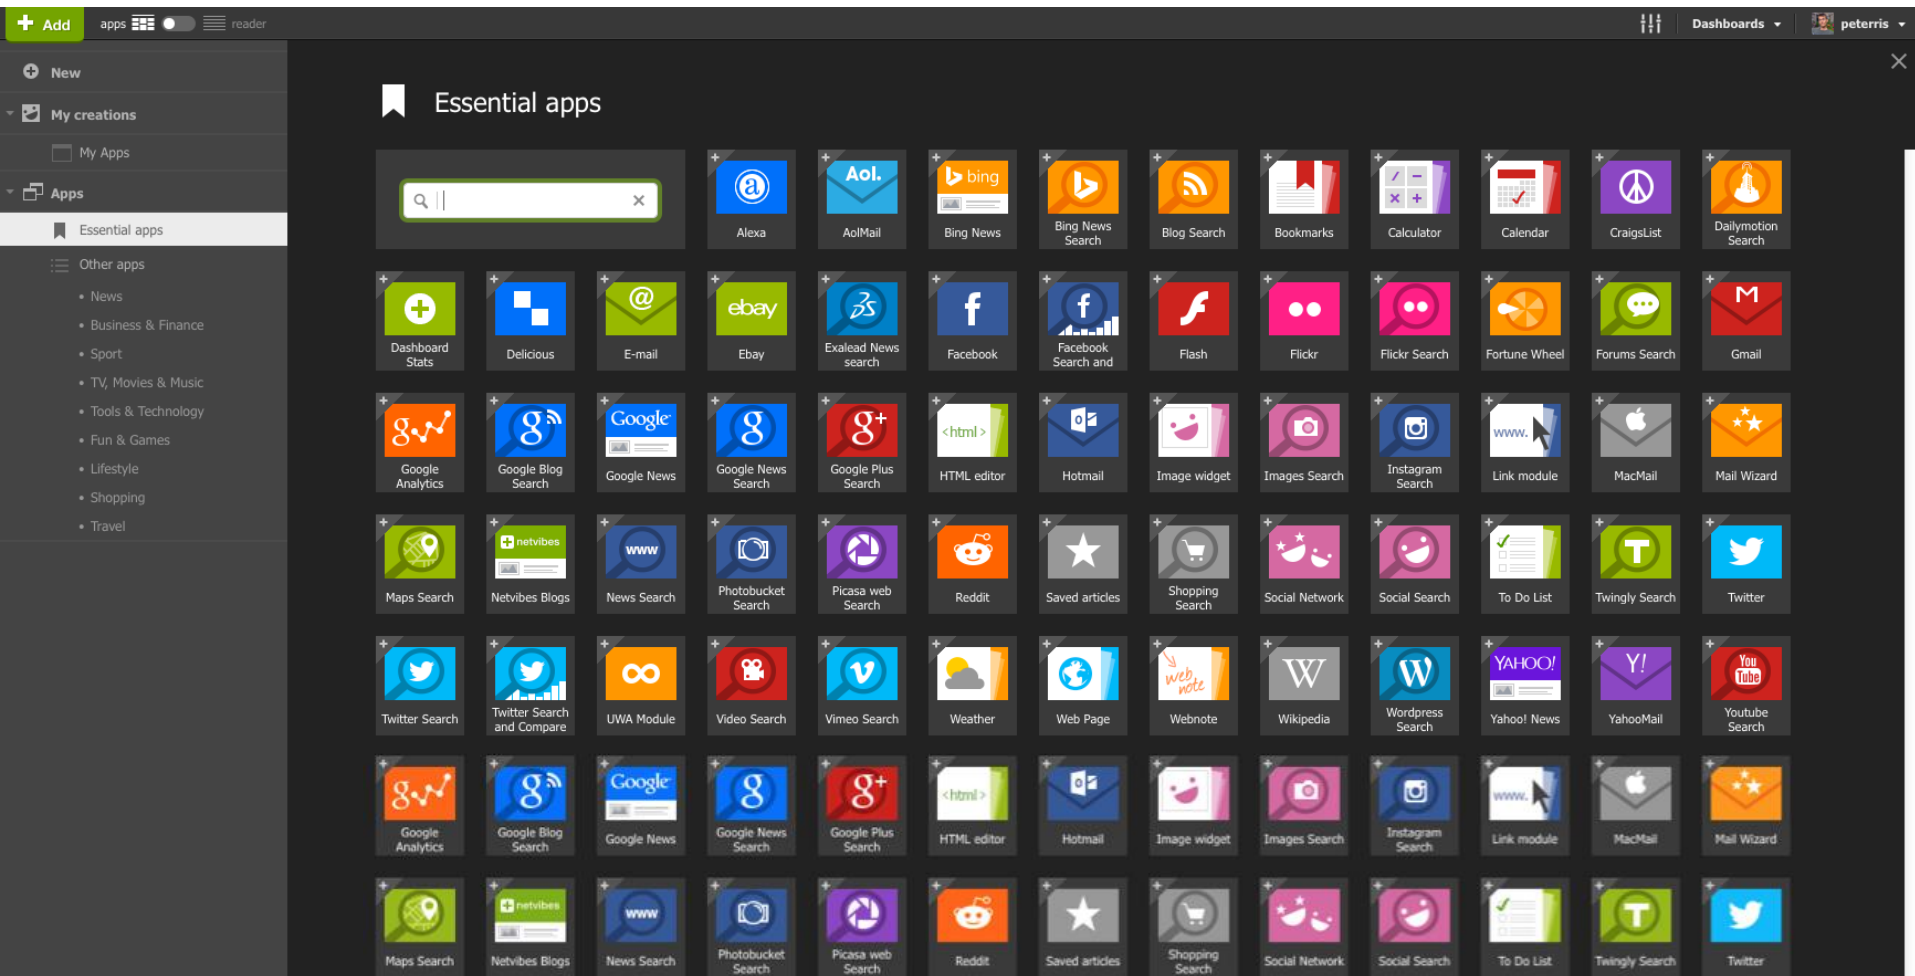 Add
apps
reader
Dashboards
peterris
New
My creations
My Apps
Apps
Essential apps
Other apps
News
Business & Finance
Sport
TV, Movies & Music
Tools & Technology
Fun & Games
Lifestyle
Shopping
Travel
Essential apps
a
Aol.
bing
Alexa
AolMail
Bing News
Bing News
Search
Blog Search
Bookmarks
Calculator
Calendar
CraigsList
Dailymotion
Search
@
ebay
f
f
M
Dashboard
Stats
Delicious
E-mail
Ebay
Exalead News
search
Facebook
Facebook
Search and
Flash
Flickr
Flickr Search
Fortune Wheel
Forums Search
Gmail
g
g
Google
g
g+
<html>
www.
Google
Analytics
Google Blog
Search
Google News
Google News
Search
Google Plus
Search
HTML editor
Hotmail
Image widget
Images Search
Instagram
Search
Link module
MacMail
Mail Wizard
netvibes
www
T
Maps Search
Netvibes Blogs
News Search
Photobucket
Search
Picasa web
Search
Reddit
Saved articles
Shopping
Search
Social Network
Social Search
To Do List
Twingly Search
Twitter
web
note
W
W
YAHOO!
Y!
You
Tube
Twitter Search
Twitter Search
and Compare
UWA Module
Video Search
Vimeo Search
Weather
Web Page
Webnote
Wikipedia
Wordpress
Search
Yahoo! News
YahooMail
Youtube
Search
g
g
Google
g
g+
<html>
www.
Google
Analytics
Google Blog
Search
Google News
Google News
Search
Google Plus
Search
HTML editor
Hotmail
Image widget
Images Search
Instagram
Search
Link module
MacMail
Mail Wizard
netvibes
www
T
Maps Search
Netvibes Blogs
News Search
Photobucket
Search
Picasa web
Search
Reddit
Saved articles
Shopping
Search
Social Network
Social Search
To Do List
Twingly Search
Twitter